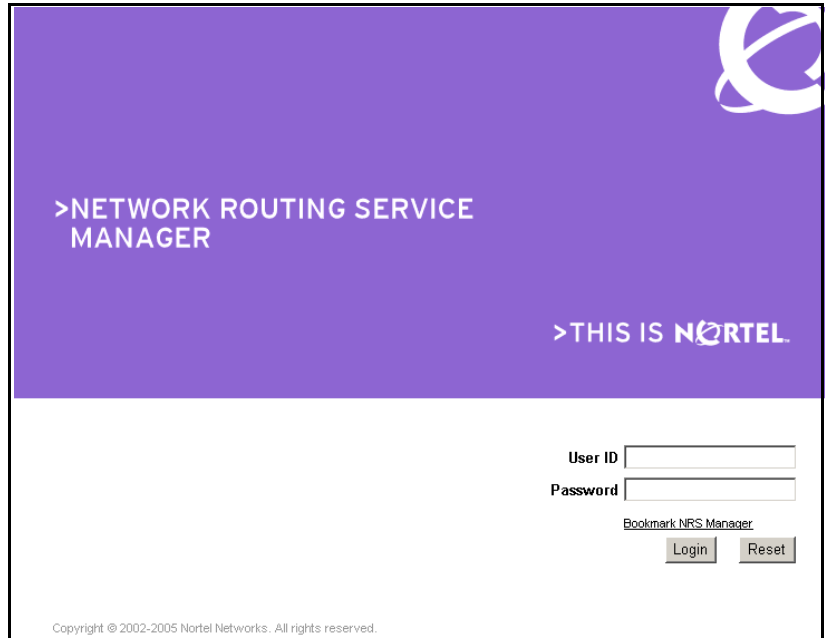 >NETWORK ROUTING SERVICE
MANAGER
>THIS IS NORTEL™
User ID
Password
Bookmark NRS Manager
Login Reset
Copyright © 2002-2005 Nortel Networks. All rights reserved.